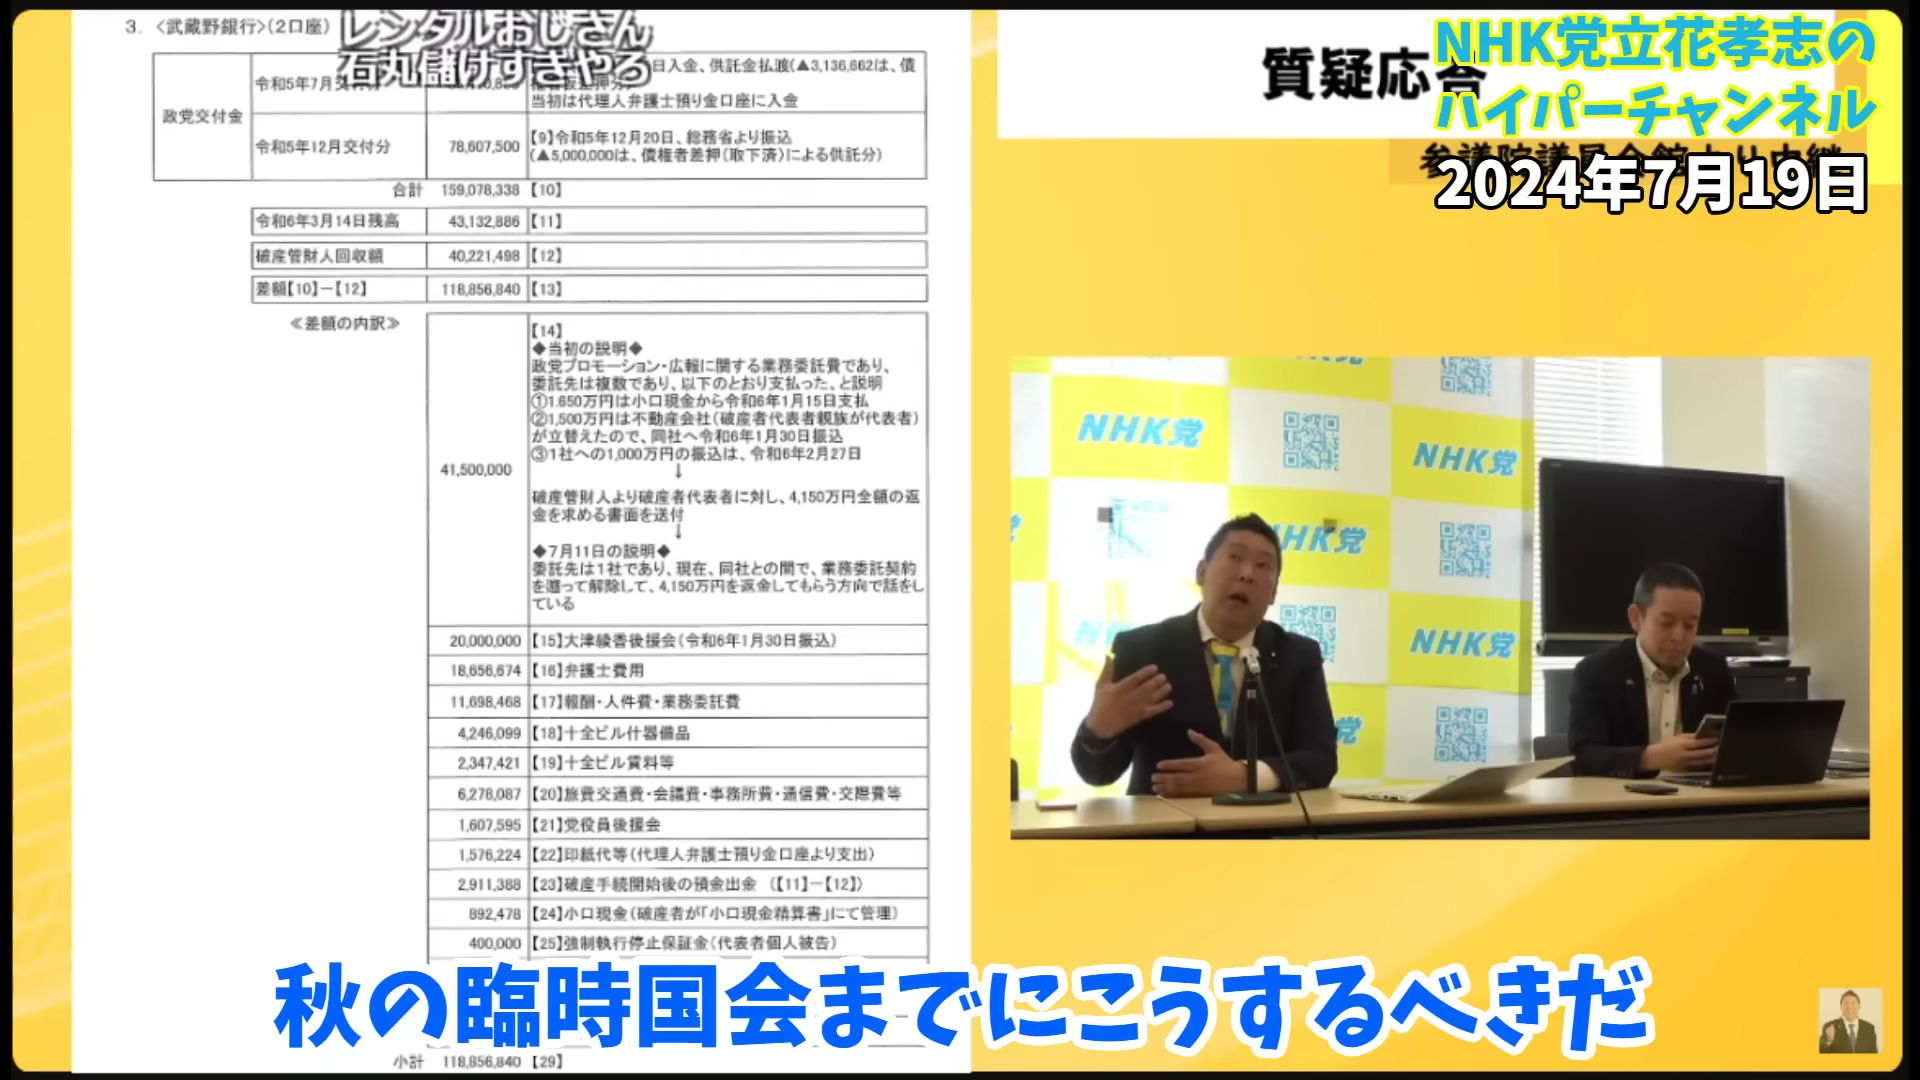 3. <武蔵野銀行>(2口座)
レンタルおじさん
石丸儲けすぎやろ
政党交付金
日入金、供託金払渡(▲3,136,662は、債
当初は代理人弁護士預り金口座に入金
令和5年12月交付分 78,607,500 【9】令和5年12月20日、総務省より振込
(▲5,000,000は、債権者差押(取下済)による供託分)
合計 159,078,338 【10】
令和6年3月14日残高 43,132,886 【11】
破産管財人回収額 40,221,498 【12】
差額【10】－【12】 118,856,840 【13】
≪差額の内訳≫
41,500,000
【14】
◆当初の説明◆
政党プロモーション・広報に関する業務委託費であり、
委託先は複数であり、以下のとおり支払った、と説明
①1,650万円は小口現金から令和6年1月15日支払
②1,500万円は不動産会社(破産者代表者親族が代表者)
が立替えたので、同社へ令和6年1月30日振込
③1社への1,000万円の振込は、令和6年2月27日
↓
破産管財人より破産者代表者に対し、4,150万円全額の返
金を求める書面を送付
↓
◆7月11日の説明◆
委託先は1社であり、現在、同社との間で、業務委託契約
を遡って解除して、4,150万円を返金してもらう方向で話をし
ている
20,000,000 【15】大津綾香後援会(令和6年1月30日振込)
18,656,674 【16】弁護士費用
11,698,468 【17】報酬・人件費・業務委託費
4,246,099 【18】十全ビル什器備品
2,347,421 【19】十全ビル賃料等
6,278,087 【20】旅費交通費・会議費・事務所費・通信費・交際費等
1,607,595 【21】党役員後援会
1,576,224 【22】印紙代等(代理人弁護士預り金口座より支出)
2,911,388 【23】破産手続開始後の預金出金 (【11】－【12】)
892,478 【24】小口現金(破産者が「小口現金精算書」にて管理)
400,000 【25】強制執行停止保証金(代表者個人被告)
小計 118,856,840 【29】
質疑応答
NHK党立花孝志の
ハイパーチャンネル
参議院議員会館より中継
2024年7月19日
NHK党
NHK党
NHK党
NHK党
秋の臨時国会までにこうするべきだ